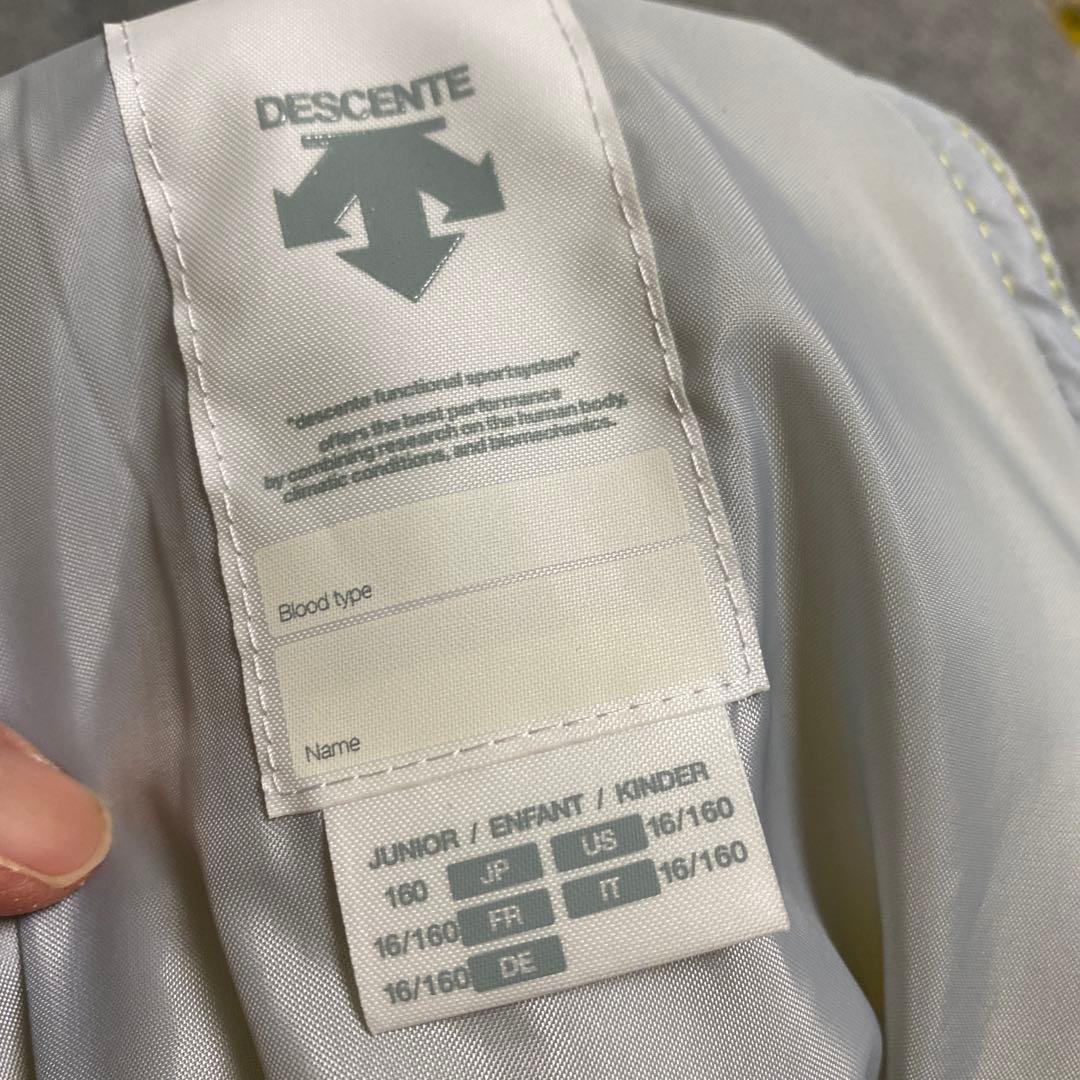 DESCENTE
"descente functional sportsystem"
offers the best performance
by combining research on the human body,
climatic conditions, and biomechanics.
Blood type
Name
JUNIOR / ENFANT / KINDER
160 JP US 16/160
16/160 FR IT 16/160
16/160 DE